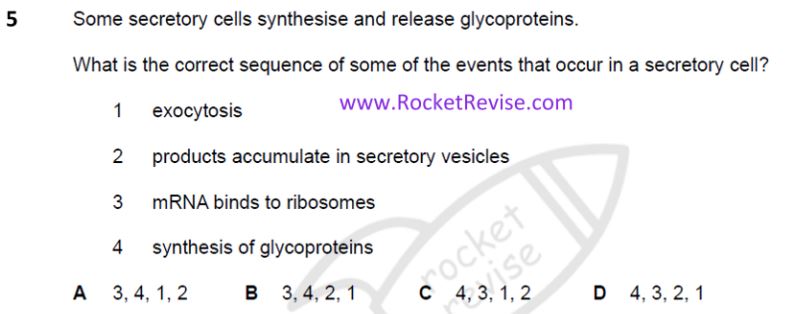 5 Some secretory cells synthesise and release glycoproteins.
What is the correct sequence of some of the events that occur in a secretory cell?
1 exocytosis
www.RocketRevise.com
2 products accumulate in secretory vesicles
3 mRNA binds to ribosomes
4 synthesis of glycoproteins
rocket
revise
A 3, 4, 1, 2 B 3, 4, 2, 1 C 4, 3, 1, 2 D 4, 3, 2, 1